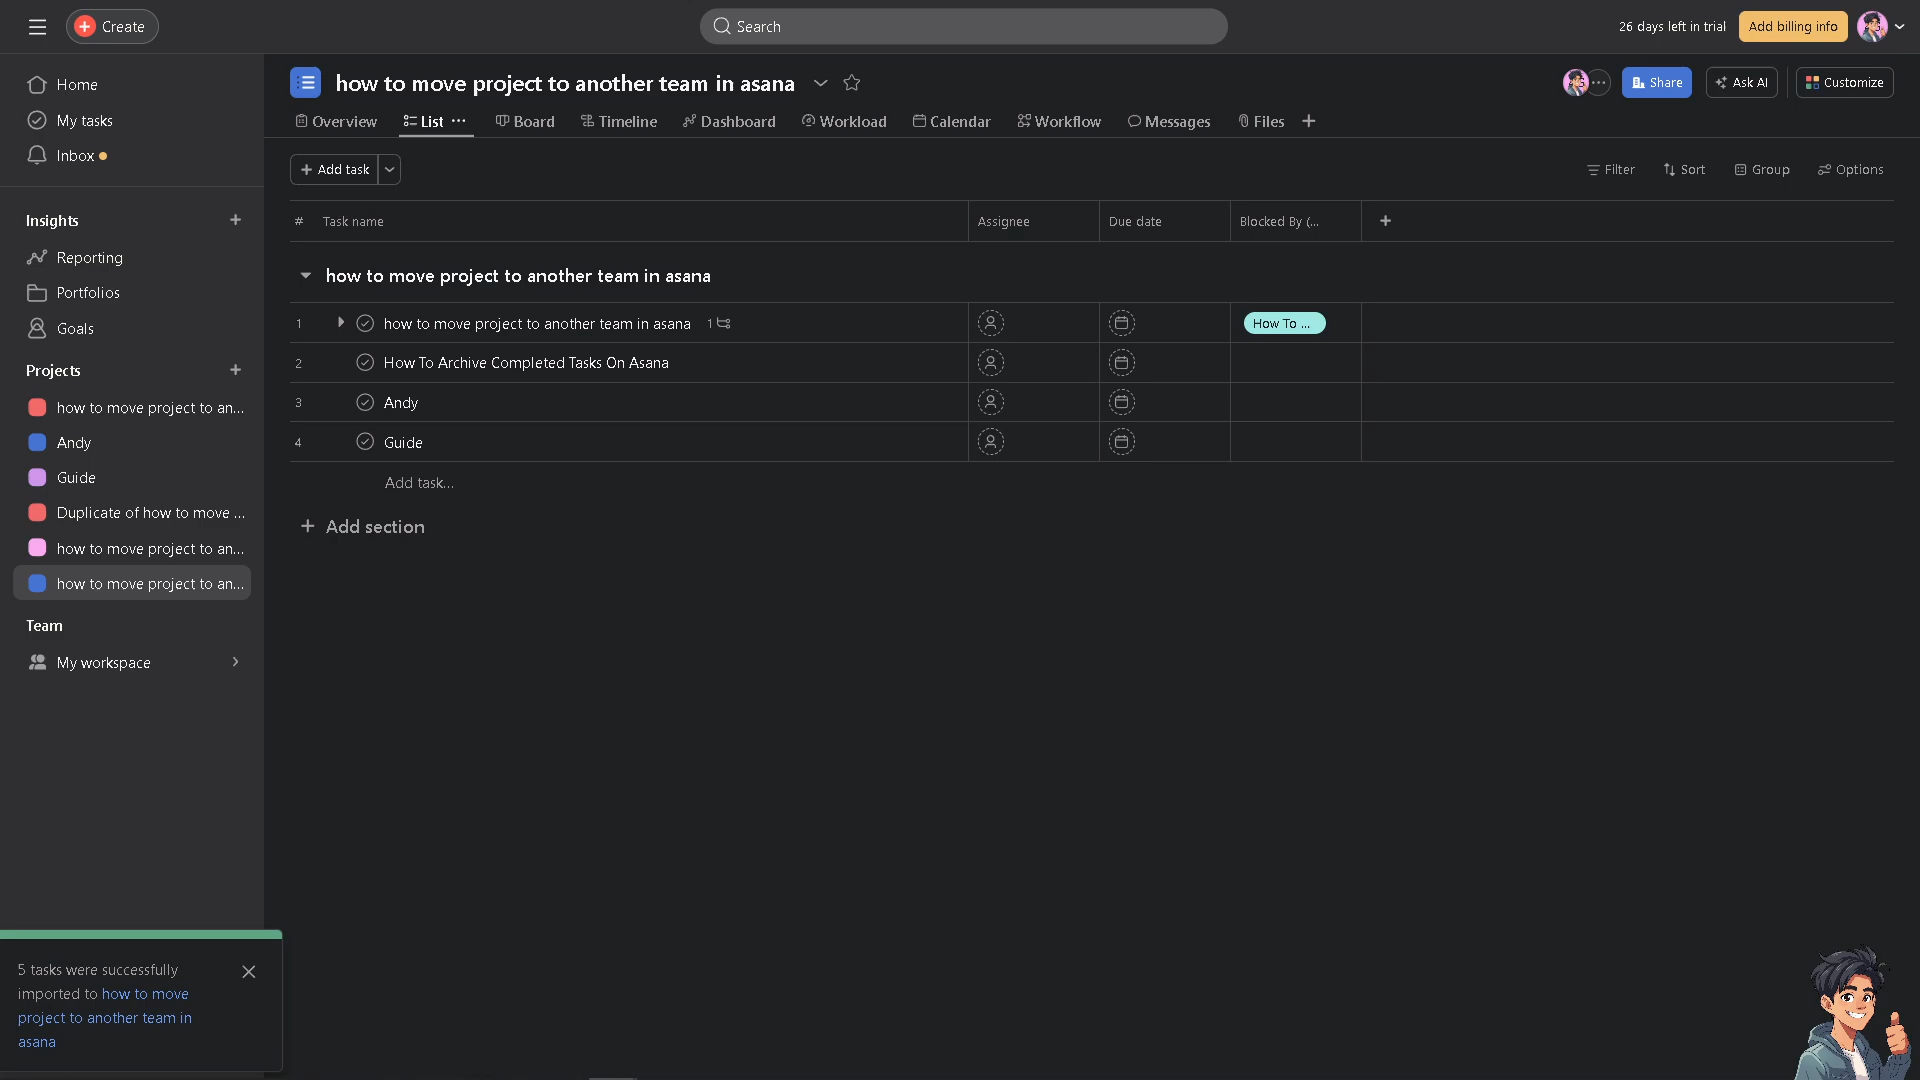 Create
Search
26 days left in trial
Add billing info
Home
My tasks
Inbox
Insights
Reporting
Portfolios
Goals
Projects
how to move project to an...
Andy
Guide
Duplicate of how to move ...
how to move project to an...
how to move project to an...
Team
My workspace
how to move project to another team in asana
Share
Ask AI
Customize
Overview
List
Board
Timeline
Dashboard
Workload
Calendar
Workflow
Messages
Files
Add task
Filter
Sort
Group
Options
# Task name Assignee Due date Blocked By (...
how to move project to another team in asana
1 how to move project to another team in asana 1 How To ...
2 How To Archive Completed Tasks On Asana
3 Andy
4 Guide
Add task...
Add section
5 tasks were successfully
imported to how to move
project to another team in
asana